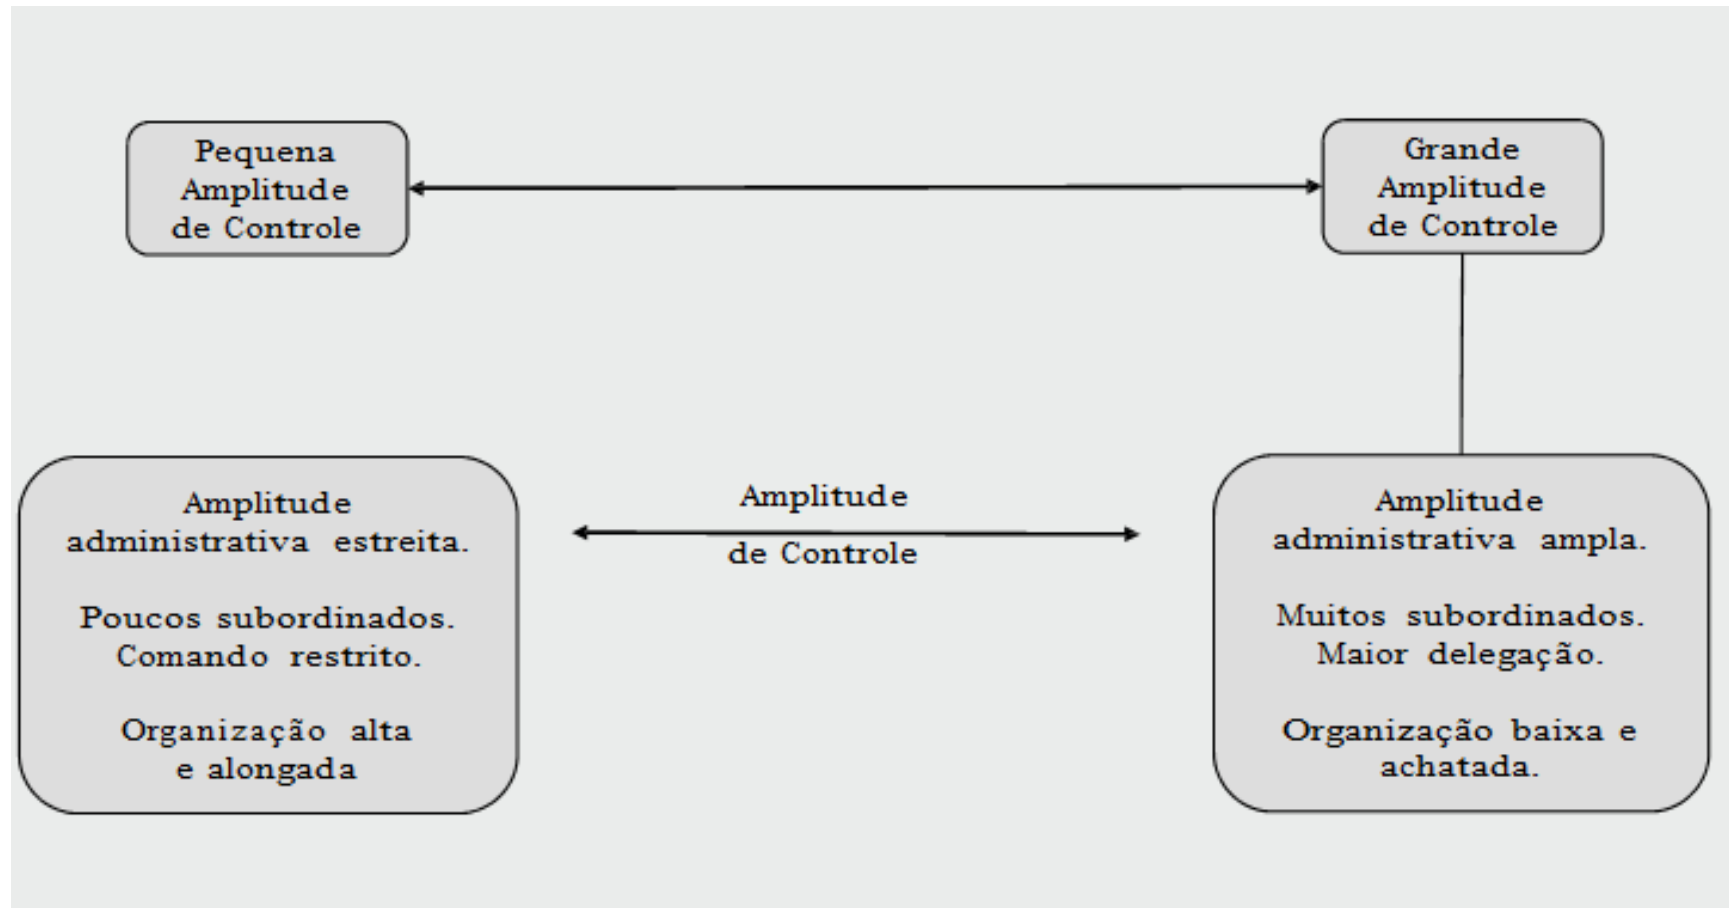 Pequena
Amplitude
de Controle
Grande
Amplitude
de Controle
Amplitude
administrativa estreita.
Poucos subordinados.
Comando restrito.
Organização alta
e alongada
Amplitude
de Controle
Amplitude
administrativa ampla.
Muitos subordinados.
Maior delegação.
Organização baixa e
achatada.